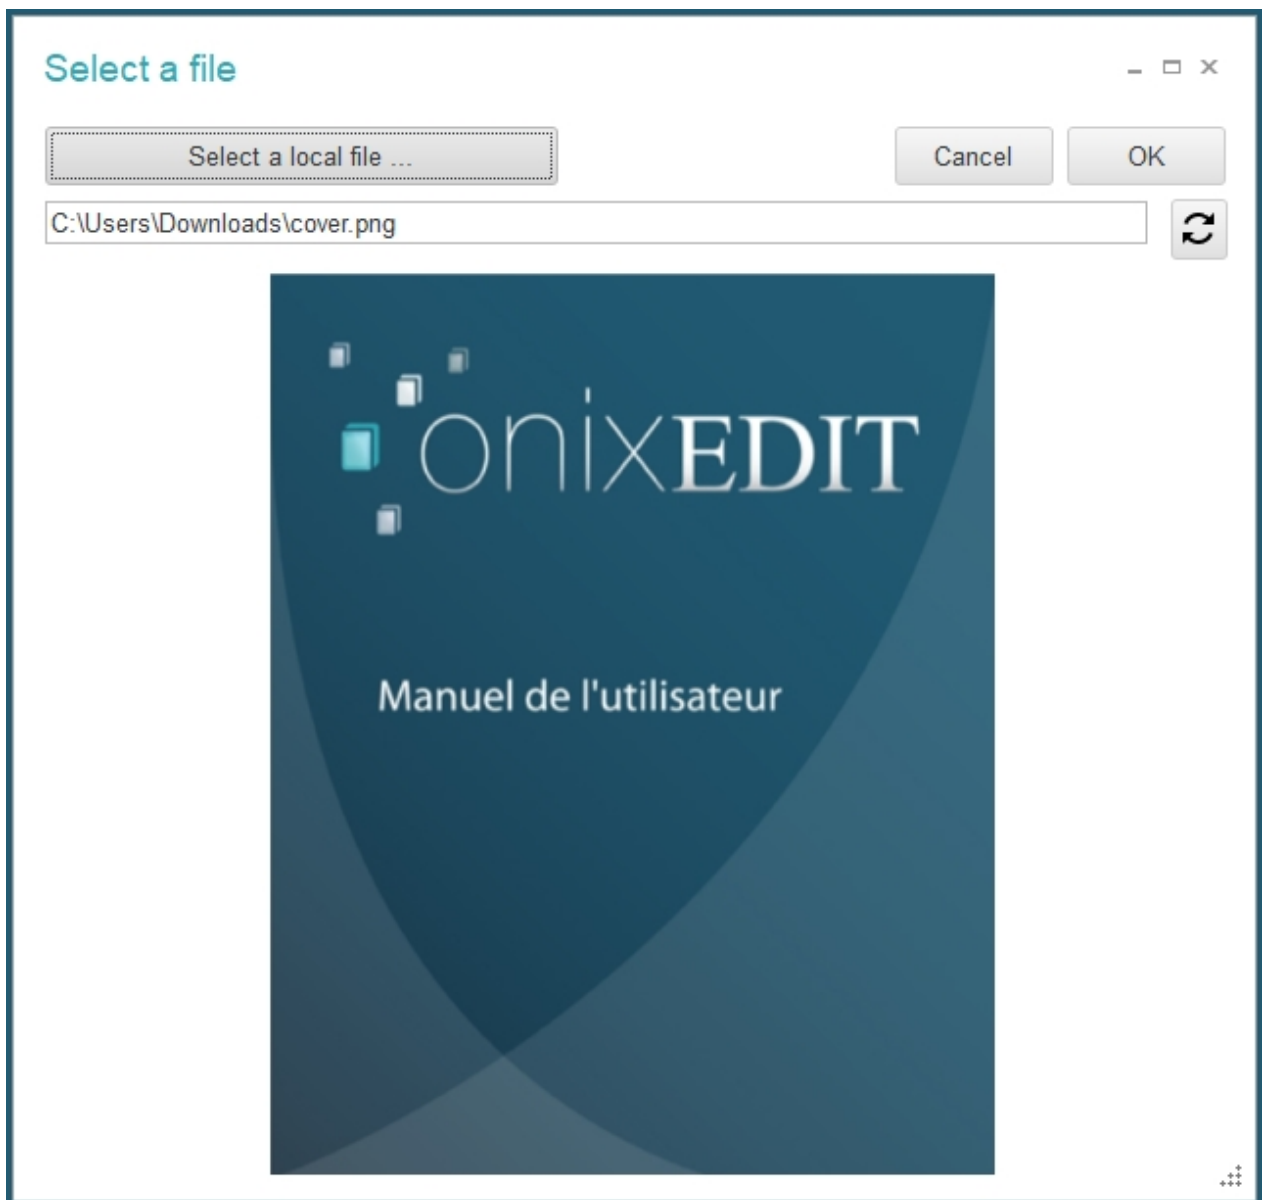 Select a file
Select a local file ...
Cancel
OK
C:\Users\Downloads\cover.png
onixEDIT
Manuel de l'utilisateur